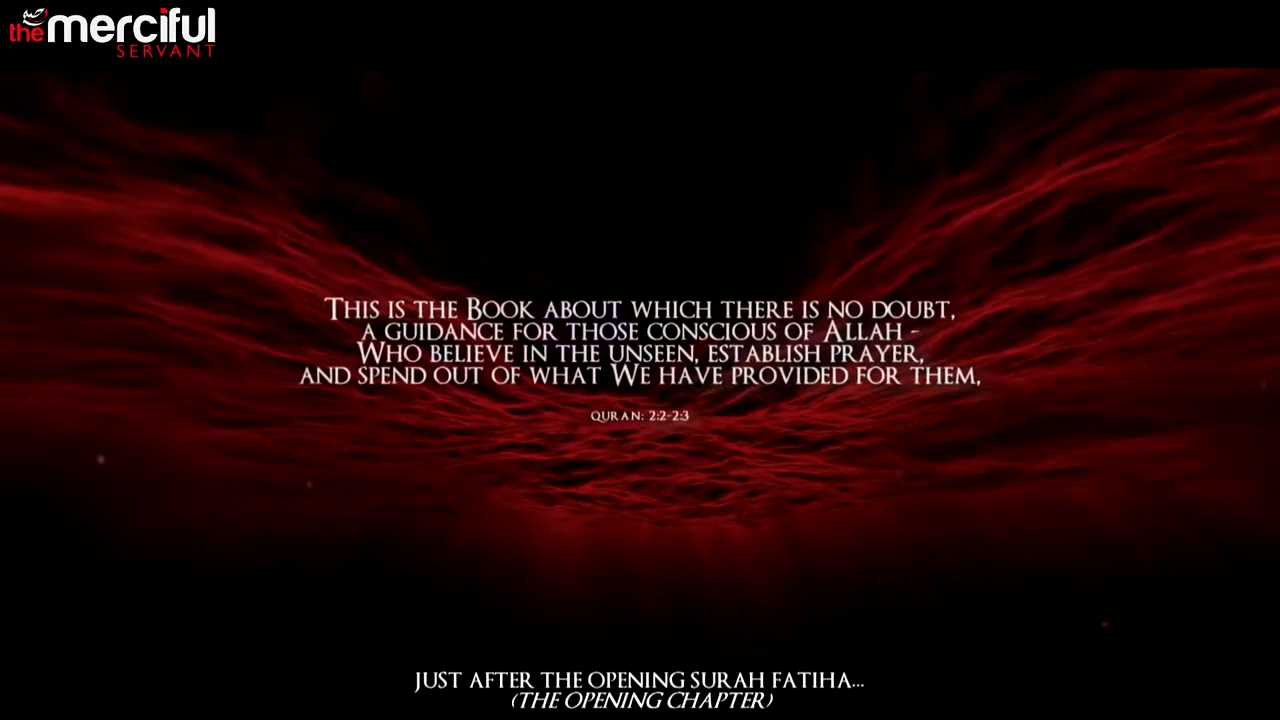 the merciful
SERVANT
THIS IS THE BOOK ABOUT WHICH THERE IS NO DOUBT,
A GUIDANCE FOR THOSE CONSCIOUS OF ALLAH -
WHO BELIEVE IN THE UNSEEN, ESTABLISH PRAYER,
AND SPEND OUT OF WHAT WE HAVE PROVIDED FOR THEM,
QURAN: 2:2-2:3
JUST AFTER THE OPENING SURAH FATIHA...
(THE OPENING CHAPTER)